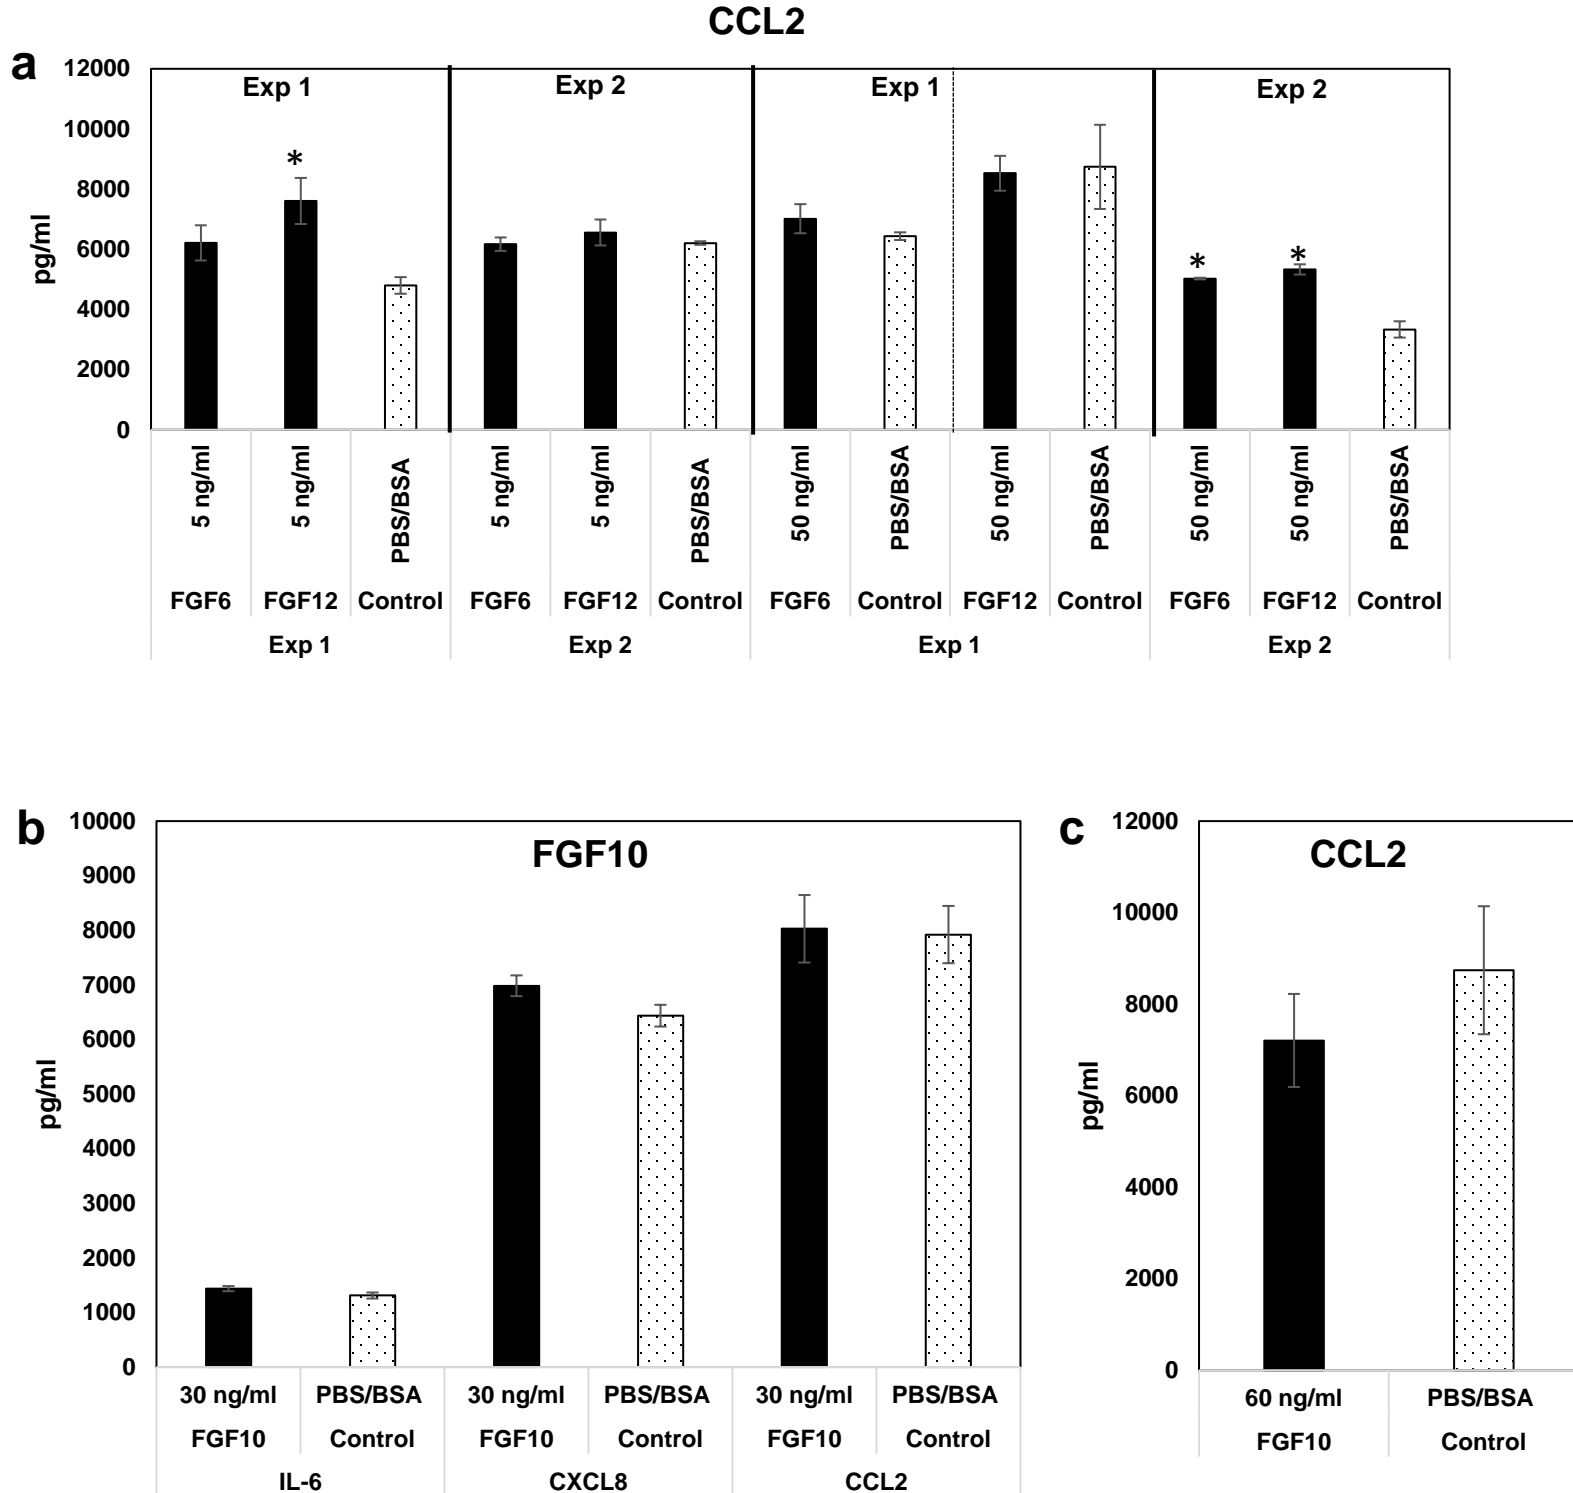 CCL2
a
12000
10000
8000
6000
4000
2000
0
pg/ml
Exp 1 Exp 2 Exp 1 Exp 2
*
* *
5 ng/ml 5 ng/ml PBS/BSA 5 ng/ml 5 ng/ml PBS/BSA 50 ng/ml PBS/BSA 50 ng/ml PBS/BSA 50 ng/ml 50 ng/ml PBS/BSA
FGF6 FGF12 Control FGF6 FGF12 Control FGF6 Control FGF12 Control FGF6 FGF12 Control
Exp 1 Exp 2 Exp 1 Exp 2
b
FGF10
10000
9000
8000
7000
6000
5000
4000
3000
2000
1000
0
pg/ml
30 ng/ml PBS/BSA 30 ng/ml PBS/BSA 30 ng/ml PBS/BSA
FGF10 Control FGF10 Control FGF10 Control
IL-6 CXCL8 CCL2
c
CCL2
12000
10000
8000
6000
4000
2000
0
pg/ml
60 ng/ml PBS/BSA
FGF10 Control